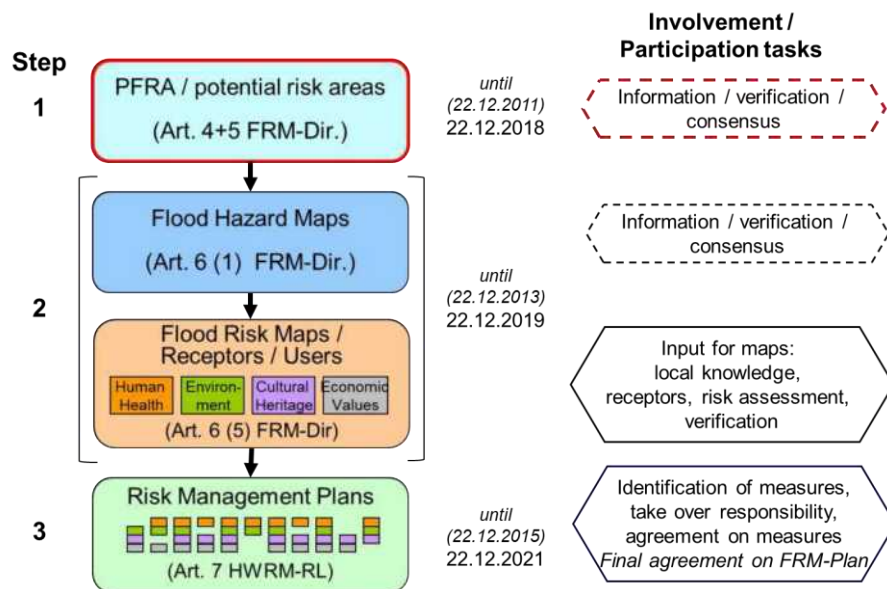 Involvement /
Participation tasks
Step
1
PFRA / potential risk areas
(Art. 4+5 FRM-Dir.)
until
(22.12.2011)
22.12.2018
Information / verification /
consensus
2
Flood Hazard Maps
(Art. 6 (1) FRM-Dir.)
Information / verification /
consensus
until
(22.12.2013)
22.12.2019
Flood Risk Maps /
Receptors / Users
Human
Health
Environ-
ment
Cultural
Heritage
Economic
Values
(Art. 6 (5) FRM-Dir)
Input for maps:
local knowledge,
receptors, risk assessment,
verification
3
Risk Management Plans
(Art. 7 HWRM-RL)
until
(22.12.2015)
22.12.2021
Identification of measures,
take over responsibility,
agreement on measures
Final agreement on FRM-Plan